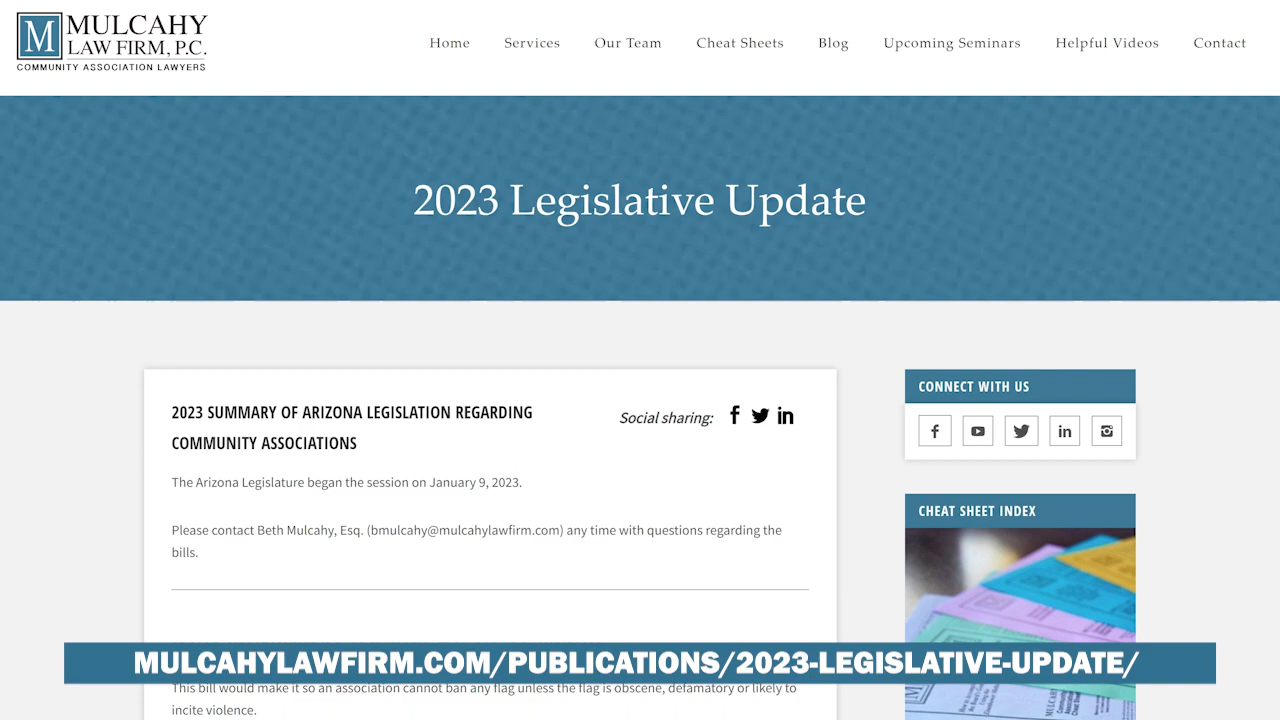 M
MULCAHY
LAW FIRM, P.C.
COMMUNITY ASSOCIATION LAWYERS
Home Services Our Team Cheat Sheets Blog Upcoming Seminars Helpful Videos Contact
2023 Legislative Update
2023 SUMMARY OF ARIZONA LEGISLATION REGARDING
COMMUNITY ASSOCIATIONS
Social sharing:
The Arizona Legislature began the session on January 9, 2023.
Please contact Beth Mulcahy, Esq. (bmulcahy@mulcahylawfirm.com) any time with questions regarding the
bills.
CONNECT WITH US
CHEAT SHEET INDEX
MULCAHYLAWFIRM.COM/PUBLICATIONS/2023-LEGISLATIVE-UPDATE/
This bill would make it so an association cannot ban any flag unless the flag is obscene, defamatory or likely to
incite violence.